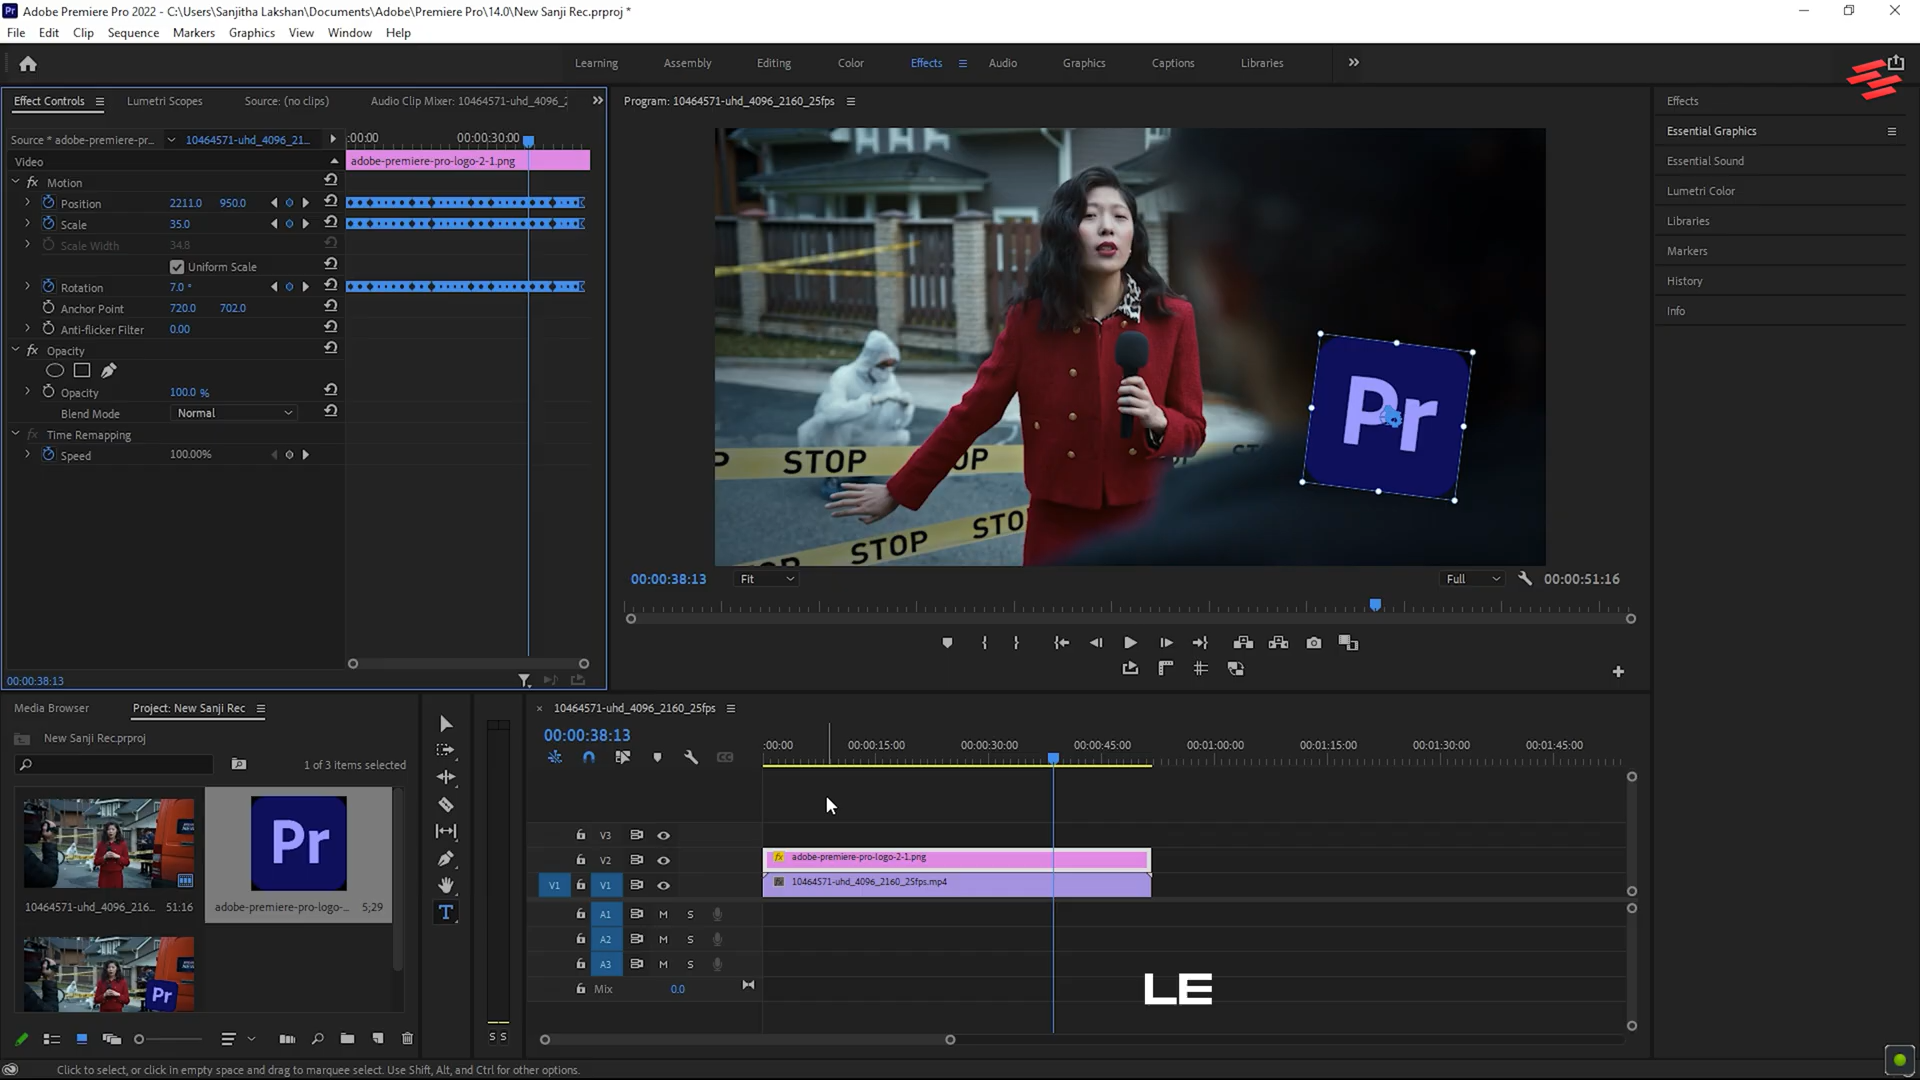 Pr Adobe Premiere Pro 2022 - C:\Users\Sanjitha Lakshan\Documents\Adobe\Premiere Pro\14.0\New Sanji Rec.prproj *
File Edit Clip Sequence Markers Graphics View Window Help
Learning Assembly Editing Color Effects Audio Graphics Captions Libraries
Effect Controls Lumetri Scopes Source: (no clips) Audio Clip Mixer: 10464571-uhd_4096_2
Program: 10464571-uhd_4096_2160_25fps
Effects
Essential Graphics
Essential Sound
Lumetri Color
Libraries
Markers
History
Info
Source * adobe-premiere-pr... 10464571-uhd_4096_21... :00:00 00:00:30:00
Video adobe-premiere-pro-logo-2-1.png
fx Motion
Position 2211.0 950.0
Scale 35.0
Scale Width 34.8
Uniform Scale
Rotation 7.0 °
Anchor Point 720.0 702.0
Anti-flicker Filter 0.00
fx Opacity
Opacity 100.0 %
Blend Mode Normal
fx Time Remapping
Speed 100.00%
00:00:38:13
Pr
STOP
STOP
STO
OP
P
STOP
00:00:38:13 Fit Full 00:00:51:16
Media Browser Project: New Sanji Rec
New Sanji Rec.prproj
1 of 3 items selected
Pr
10464571-uhd_4096_216... 51:16
adobe-premiere-pro-logo-... 5;29
Pr
T
S S
× 10464571-uhd_4096_2160_25fps
00:00:38:13
:00:00 00:00:15:00 00:00:30:00 00:00:45:00 00:01:00:00 00:01:15:00 00:01:30:00 00:01:45:00
CC
V3
V2 fx adobe-premiere-pro-logo-2-1.png
V1 V1 fx 10464571-uhd_4096_2160_25fps.mp4
A1 M S
A2 M S
A3 M S
Mix 0.0
LE
Click to select, or click in empty space and drag to marquee select. Use Shift, Alt, and Ctrl for other options.